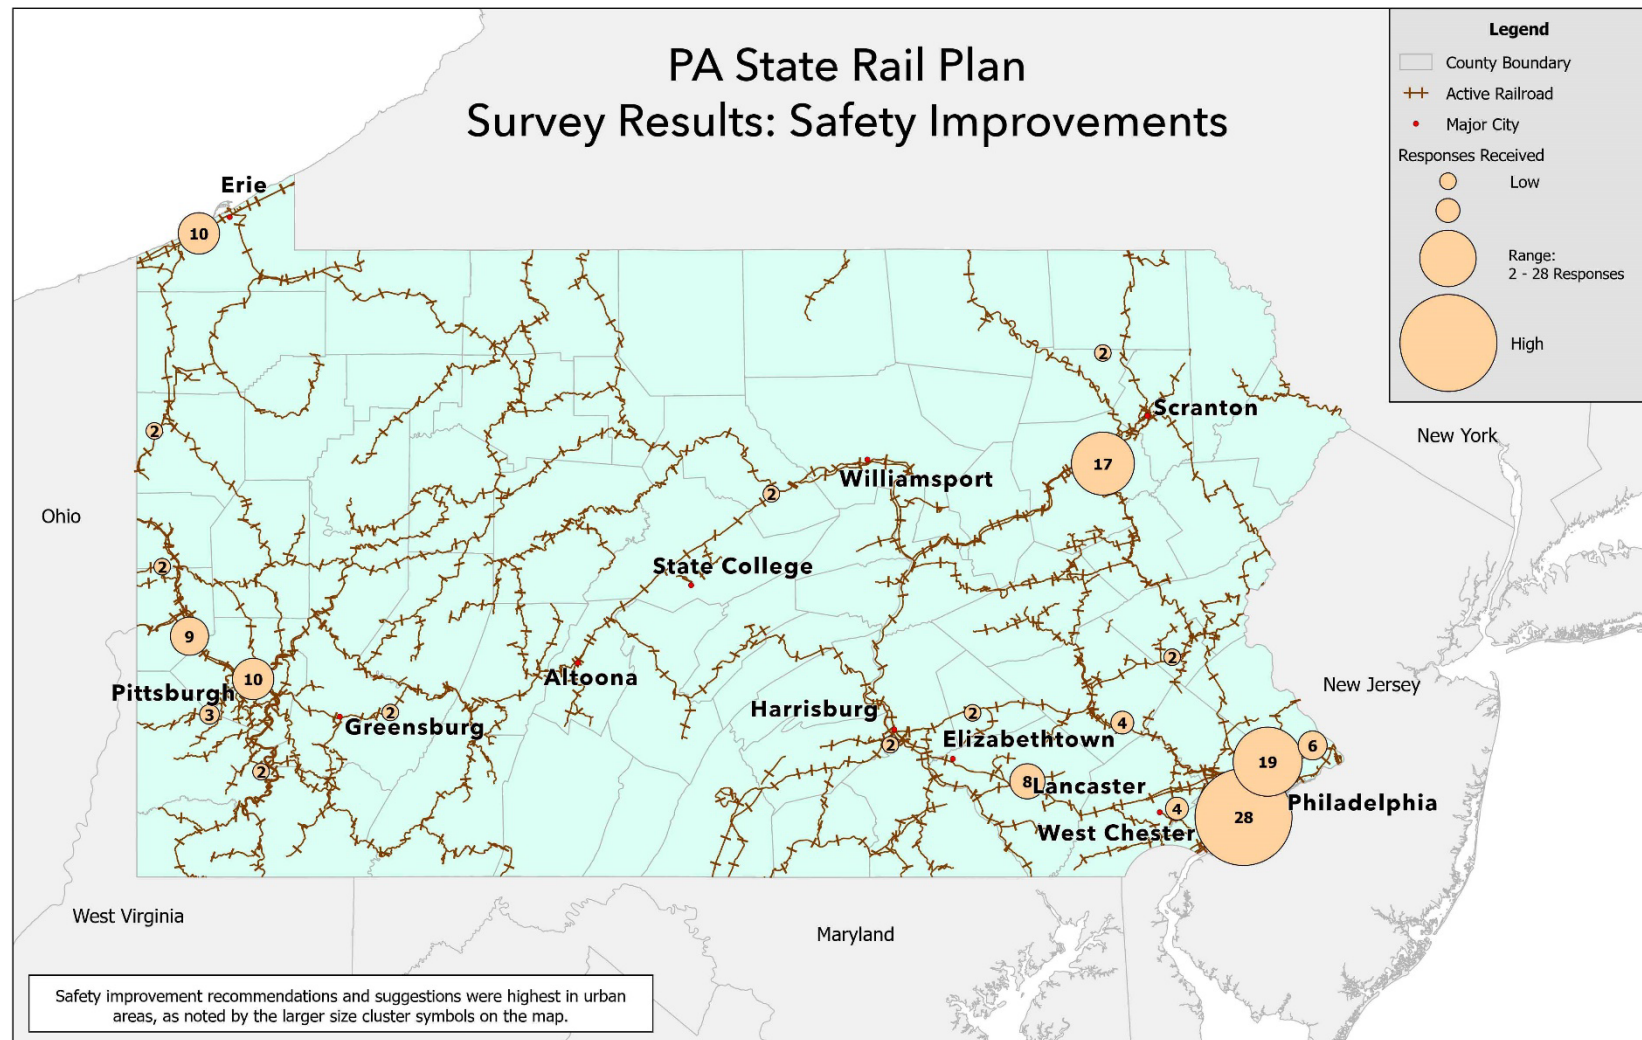 PA State Rail Plan
Survey Results: Safety Improvements
Legend
County Boundary
Active Railroad
Major City
Responses Received
Low
Range:
2 - 28 Responses
High
Erie
10
2
Scranton
2
17
New York
Williamsport
2
Ohio
State College
2
9
10
Pittsburgh
3
Altoona
2
Greensburg
2
2
New Jersey
Harrisburg
2
4
Elizabethtown
2
6
19
8
Lancaster
Philadelphia
4
28
West Chester
West Virginia
Maryland
Safety improvement recommendations and suggestions were highest in urban
areas, as noted by the larger size cluster symbols on the map.